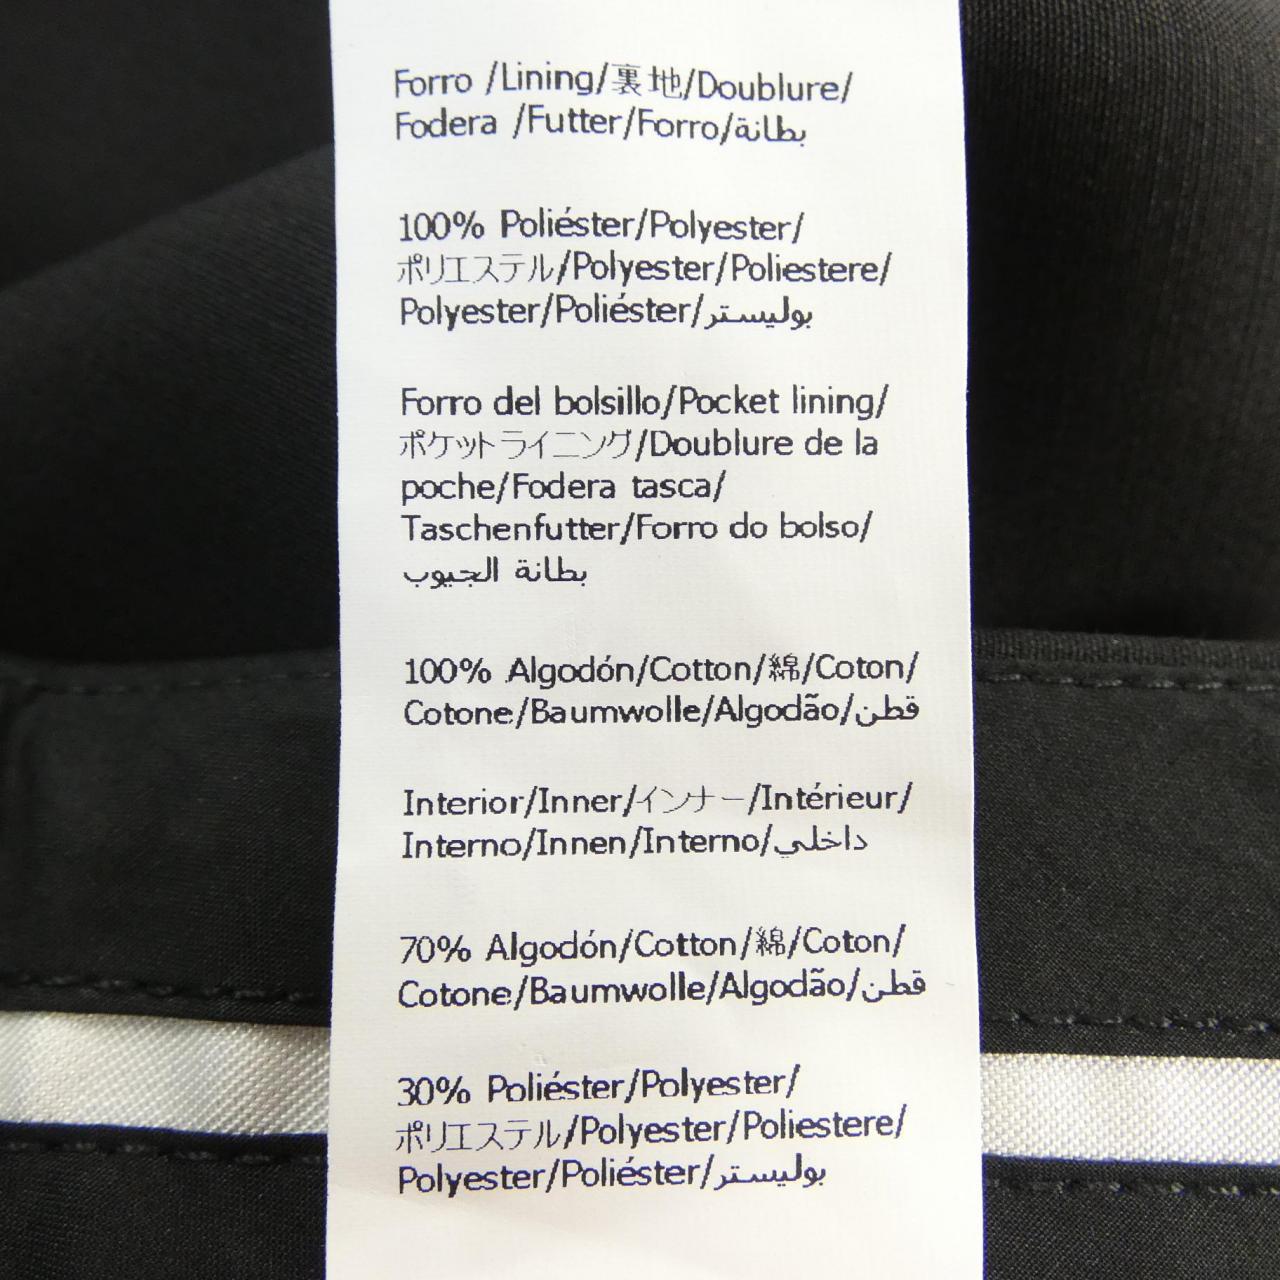 Forro /Lining/裏地/Doublure/
Fodera /Futter/Forro/بطانة
100% Poliéster/Polyester/
ポリエステル/Polyester/Poliestere/
Polyester/Poliéster/بوليستر
Forro del bolsillo/Pocket lining/
ポケットライニング/Doublure de la
poche/Fodera tasca/
Taschenfutter/Forro do bolso/
بطانة الجيوب
100% Algodón/Cotton/綿/Coton/
Cotone/Baumwolle/Algodão/قطن
Interior/Inner/インナー/Intérieur/
Interno/Innen/Interno/داخلي
70% Algodón/Cotton/綿/Coton/
Cotone/Baumwolle/Algodão/قطن
30% Poliéster/Polyester/
ポリエステル/Polyester/Poliestere/
Polyester/Poliéster/بوليستر